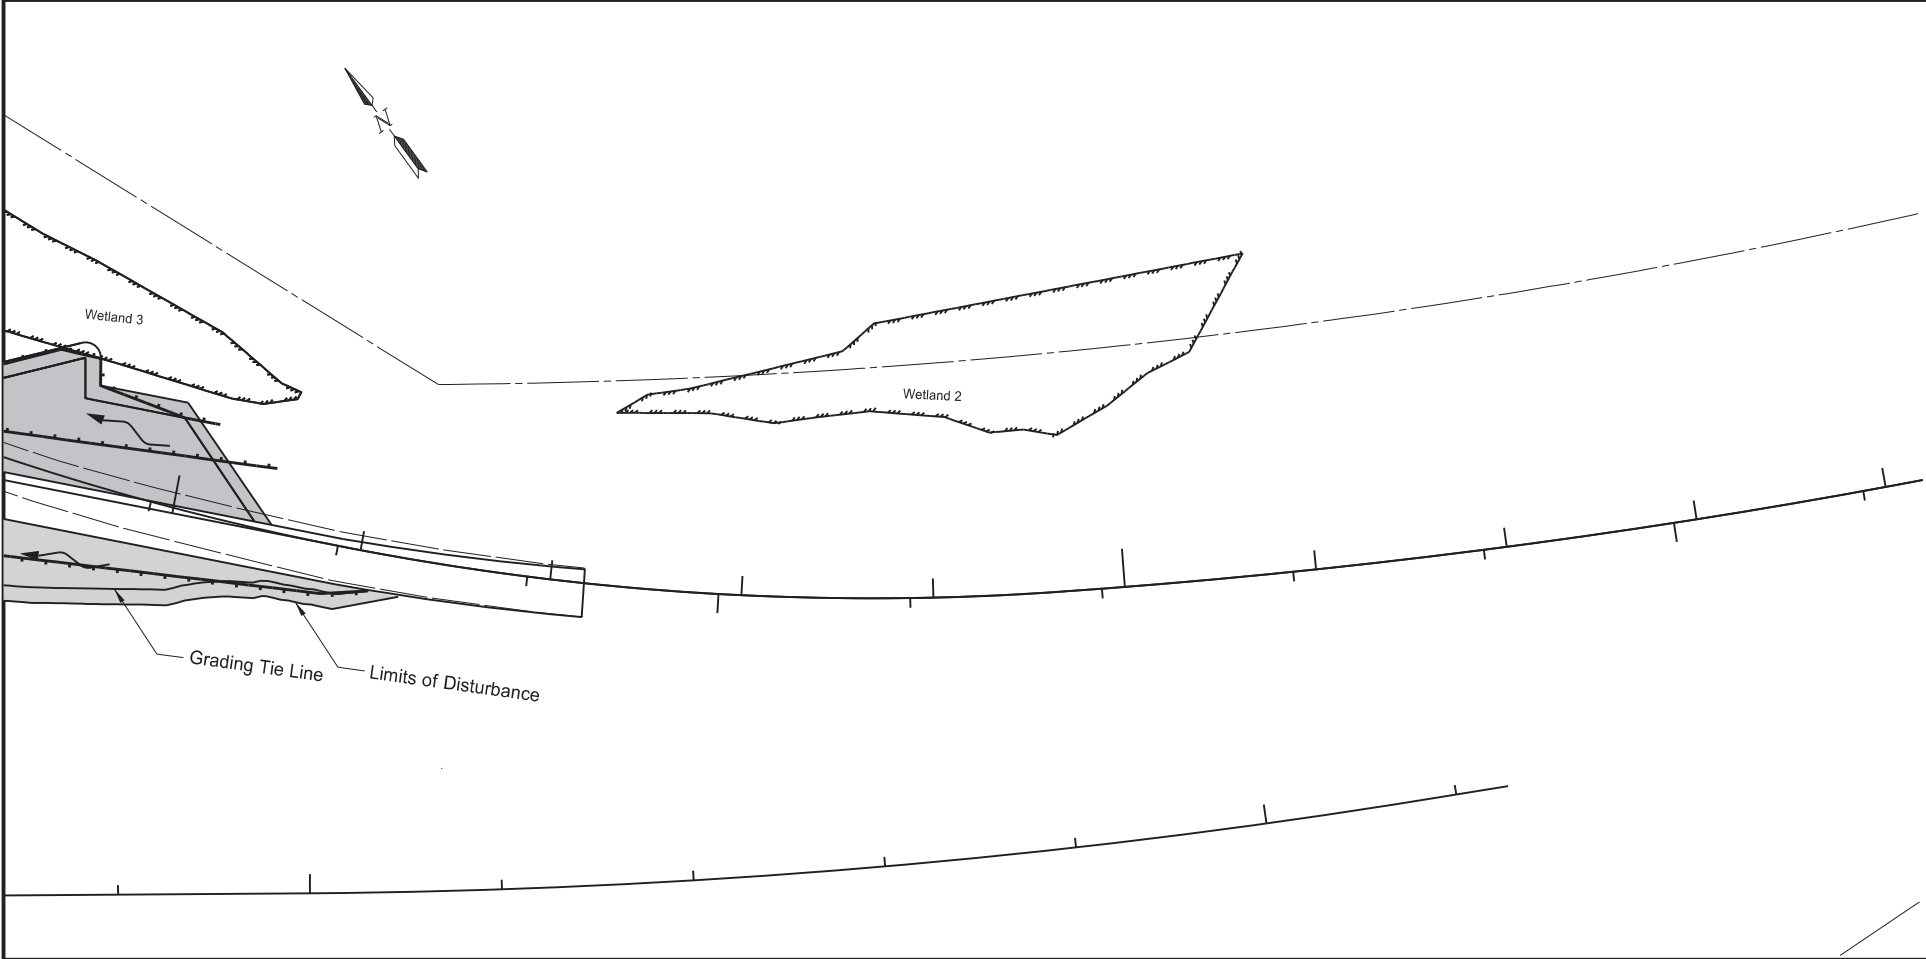 N
Wetland 3
Wetland 2
Grading Tie Line
Limits of Disturbance